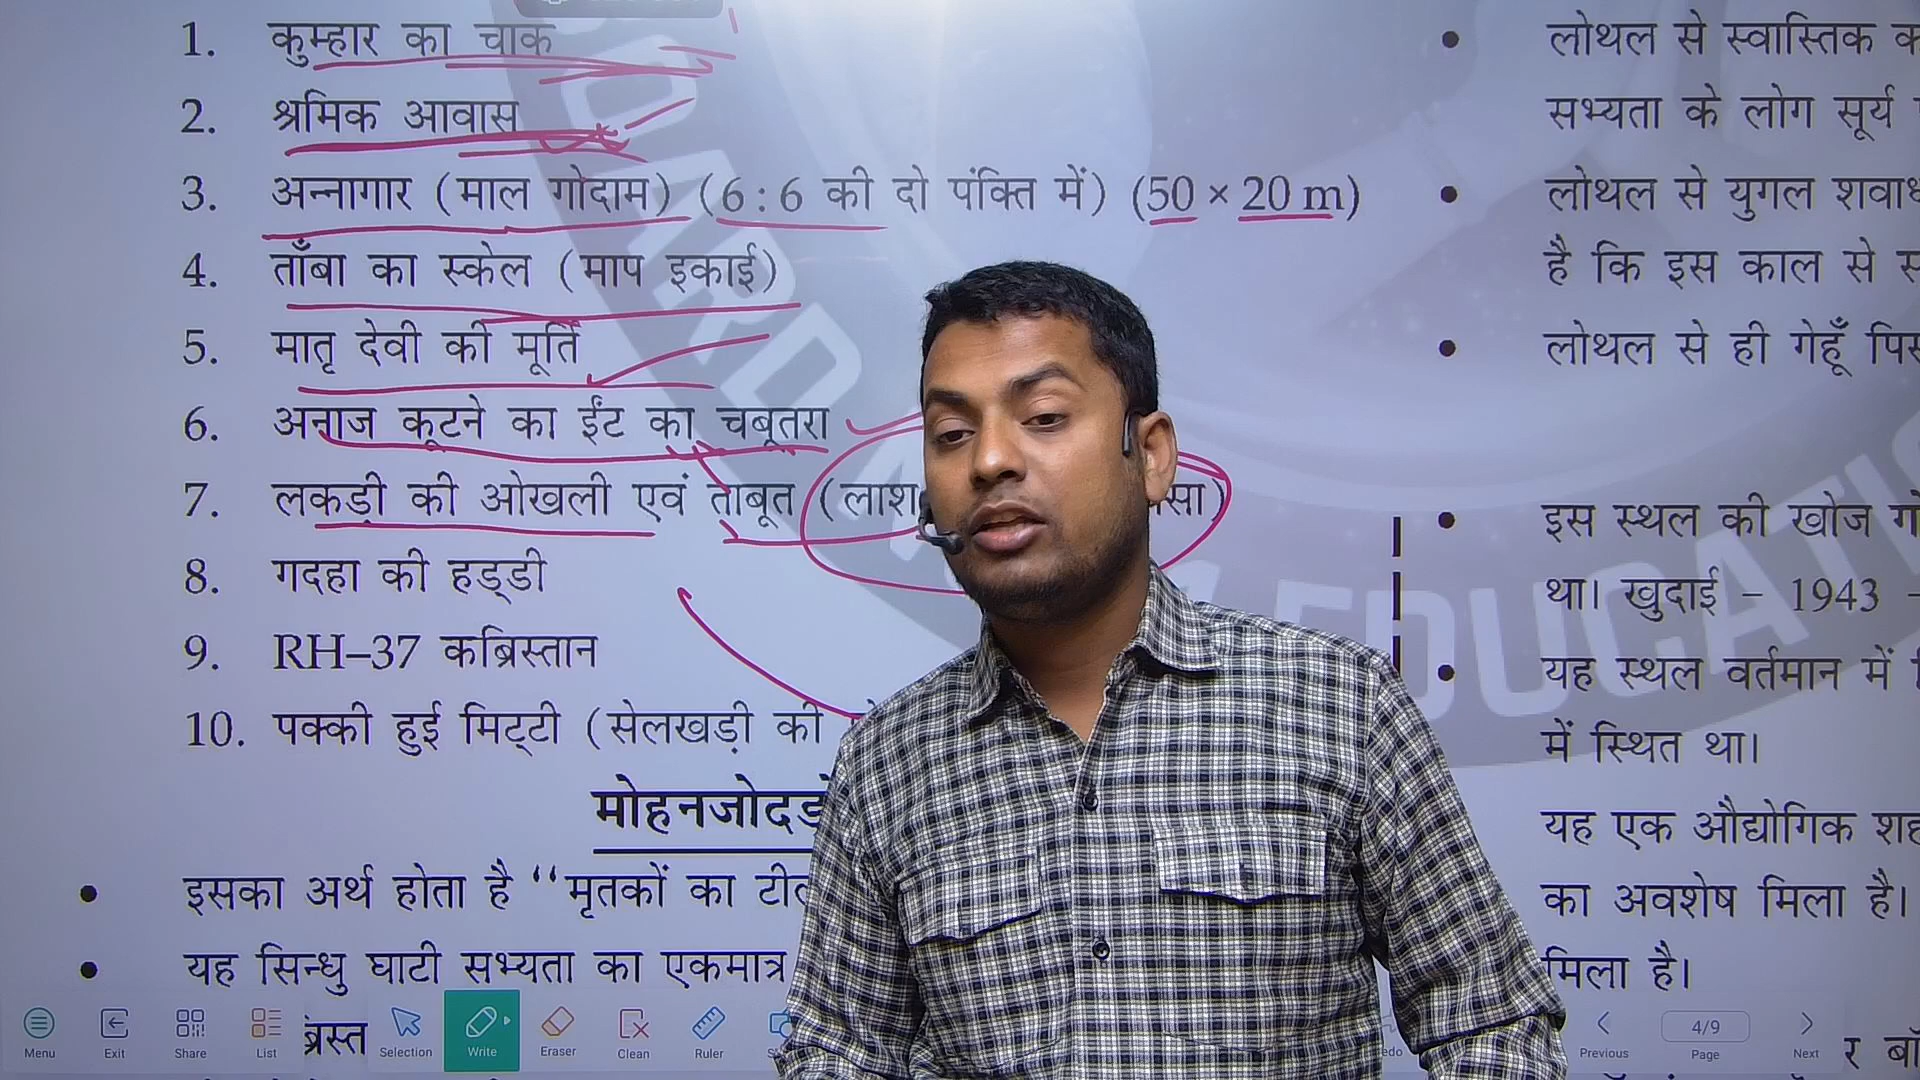 1. कुम्हार का चाक
2. श्रमिक आवास
3. अन्नागार (माल गोदाम) (6 : 6 की दो पंक्ति में) (50 × 20 m)
4. ताँबा का स्केल (माप इकाई)
5. मातृ देवी की मूर्ति
6. अनाज कूटने का ईंट का चबूतरा
7. लकड़ी की ओखली एवं ताबूत (लाश
8. गदहा की हड्डी
9. RH–37 कब्रिस्तान
10. पक्की हुई मिट्टी (सेलखड़ी की
इसका अर्थ होता है “मृतकों का
• यह सिन्धु घाटी सभ्यता का एकमात्र
• लोथल से स्वास्तिक
सभ्यता के लोग सूर्य
• लोथल से युगल
है कि इस काल से
• लोथल से ही गेहूँ
• इस स्थल की खोज
था। खुदाई – 1943 –
• यह स्थल वर्तमान में
में स्थित था।
यह एक औद्योगिक
का अवशेष मिला है।
मिला है।
EDUCATI
Menu Exit Share List Selection Write Eraser Clean Ruler
Previous 4/9 Page Next